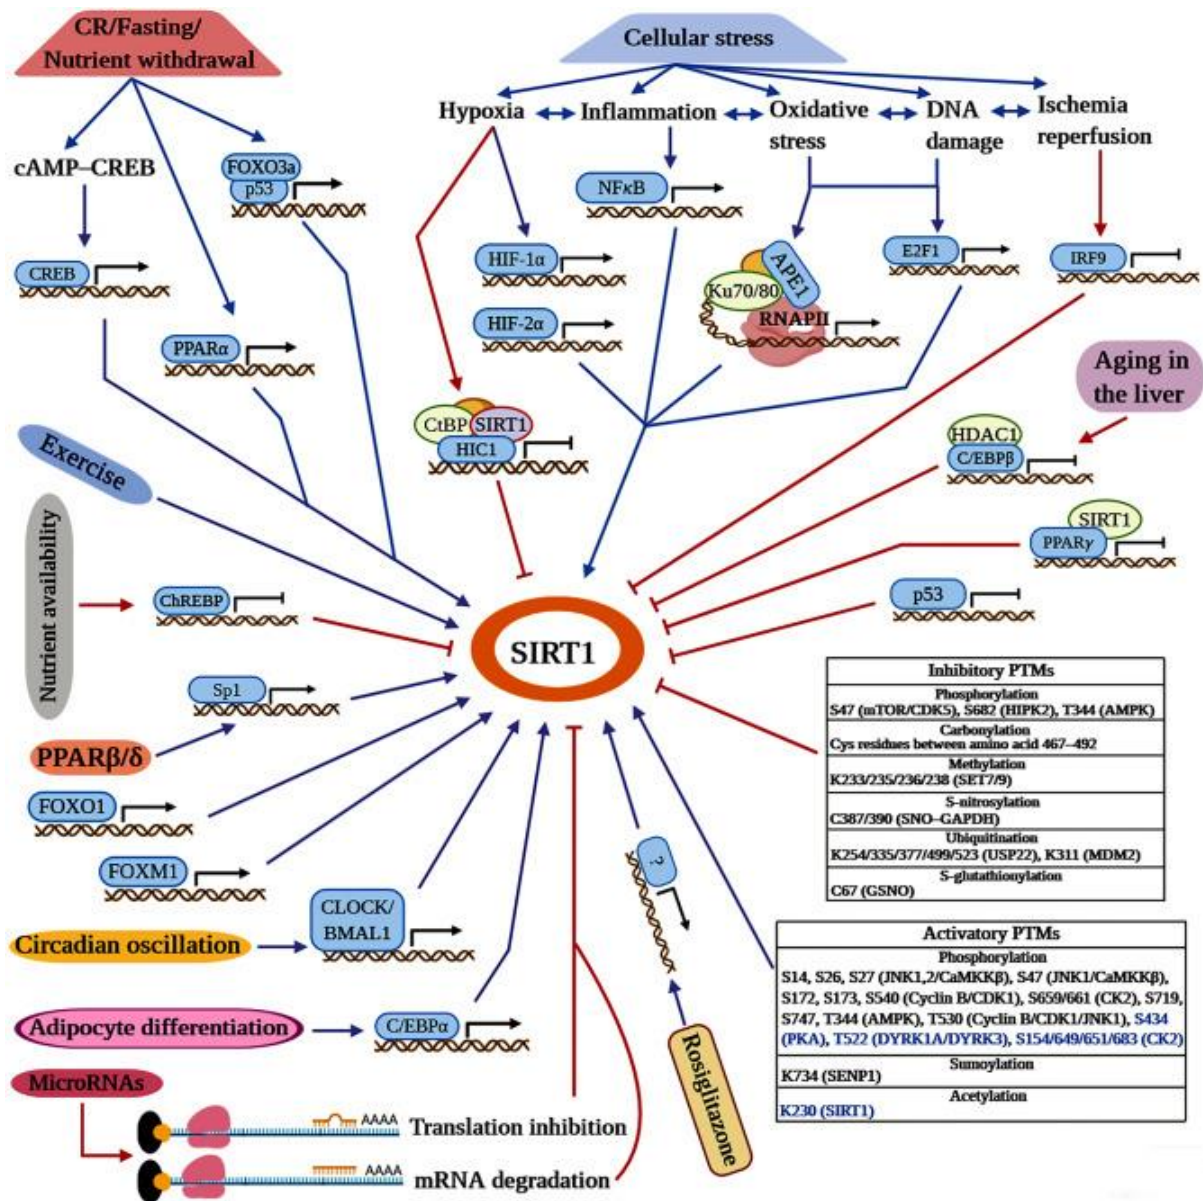 CR/Fasting/
Nutrient withdrawal
Cellular stress
Hypoxia
Inflammation
Oxidative
stress
DNA
damage
Ischemia
reperfusion
cAMP–CREB
FOXO3a
p53
NFκB
CREB
HIF-1α
HIF-2α
APE1
Ku70/80
RNAPII
E2F1
IRF9
PPARα
Aging in
the liver
CtBP
SIRT1
HIC1
HDAC1
C/EBPβ
Exercise
SIRT1
PPARγ
Nutrient availability
ChREBP
p53
SIRT1
Sp1
PPARβ/δ
FOXO1
FOXM1
CLOCK/
BMAL1
Circadian oscillation
Adipocyte differentiation
C/EBPα
?
Rosiglitazone
MicroRNAs
AAAA
Translation inhibition
AAAA
mRNA degradation
Inhibitory PTMs
Phosphorylation
S47 (mTOR/CDK5), S682 (HIPK2), T344 (AMPK)
Carbonylation
Cys residues between amino acid 467–492
Methylation
K233/235/236/238 (SET7/9)
S-nitrosylation
C387/390 (SNO–GAPDH)
Ubiquitination
K254/335/377/499/523 (USP22), K311 (MDM2)
S-glutathionylation
C67 (GSNO)
Activatory PTMs
Phosphorylation
S14, S26, S27 (JNK1,2/CaMKKβ), S47 (JNK1/CaMKKβ),
S172, S173, S540 (Cyclin B/CDK1), S659/661 (CK2), S719,
S747, T344 (AMPK), T530 (Cyclin B/CDK1/JNK1), S434
(PKA), T522 (DYRK1A/DYRK3), S154/649/651/683 (CK2)
Sumoylation
K734 (SENP1)
Acetylation
K230 (SIRT1)